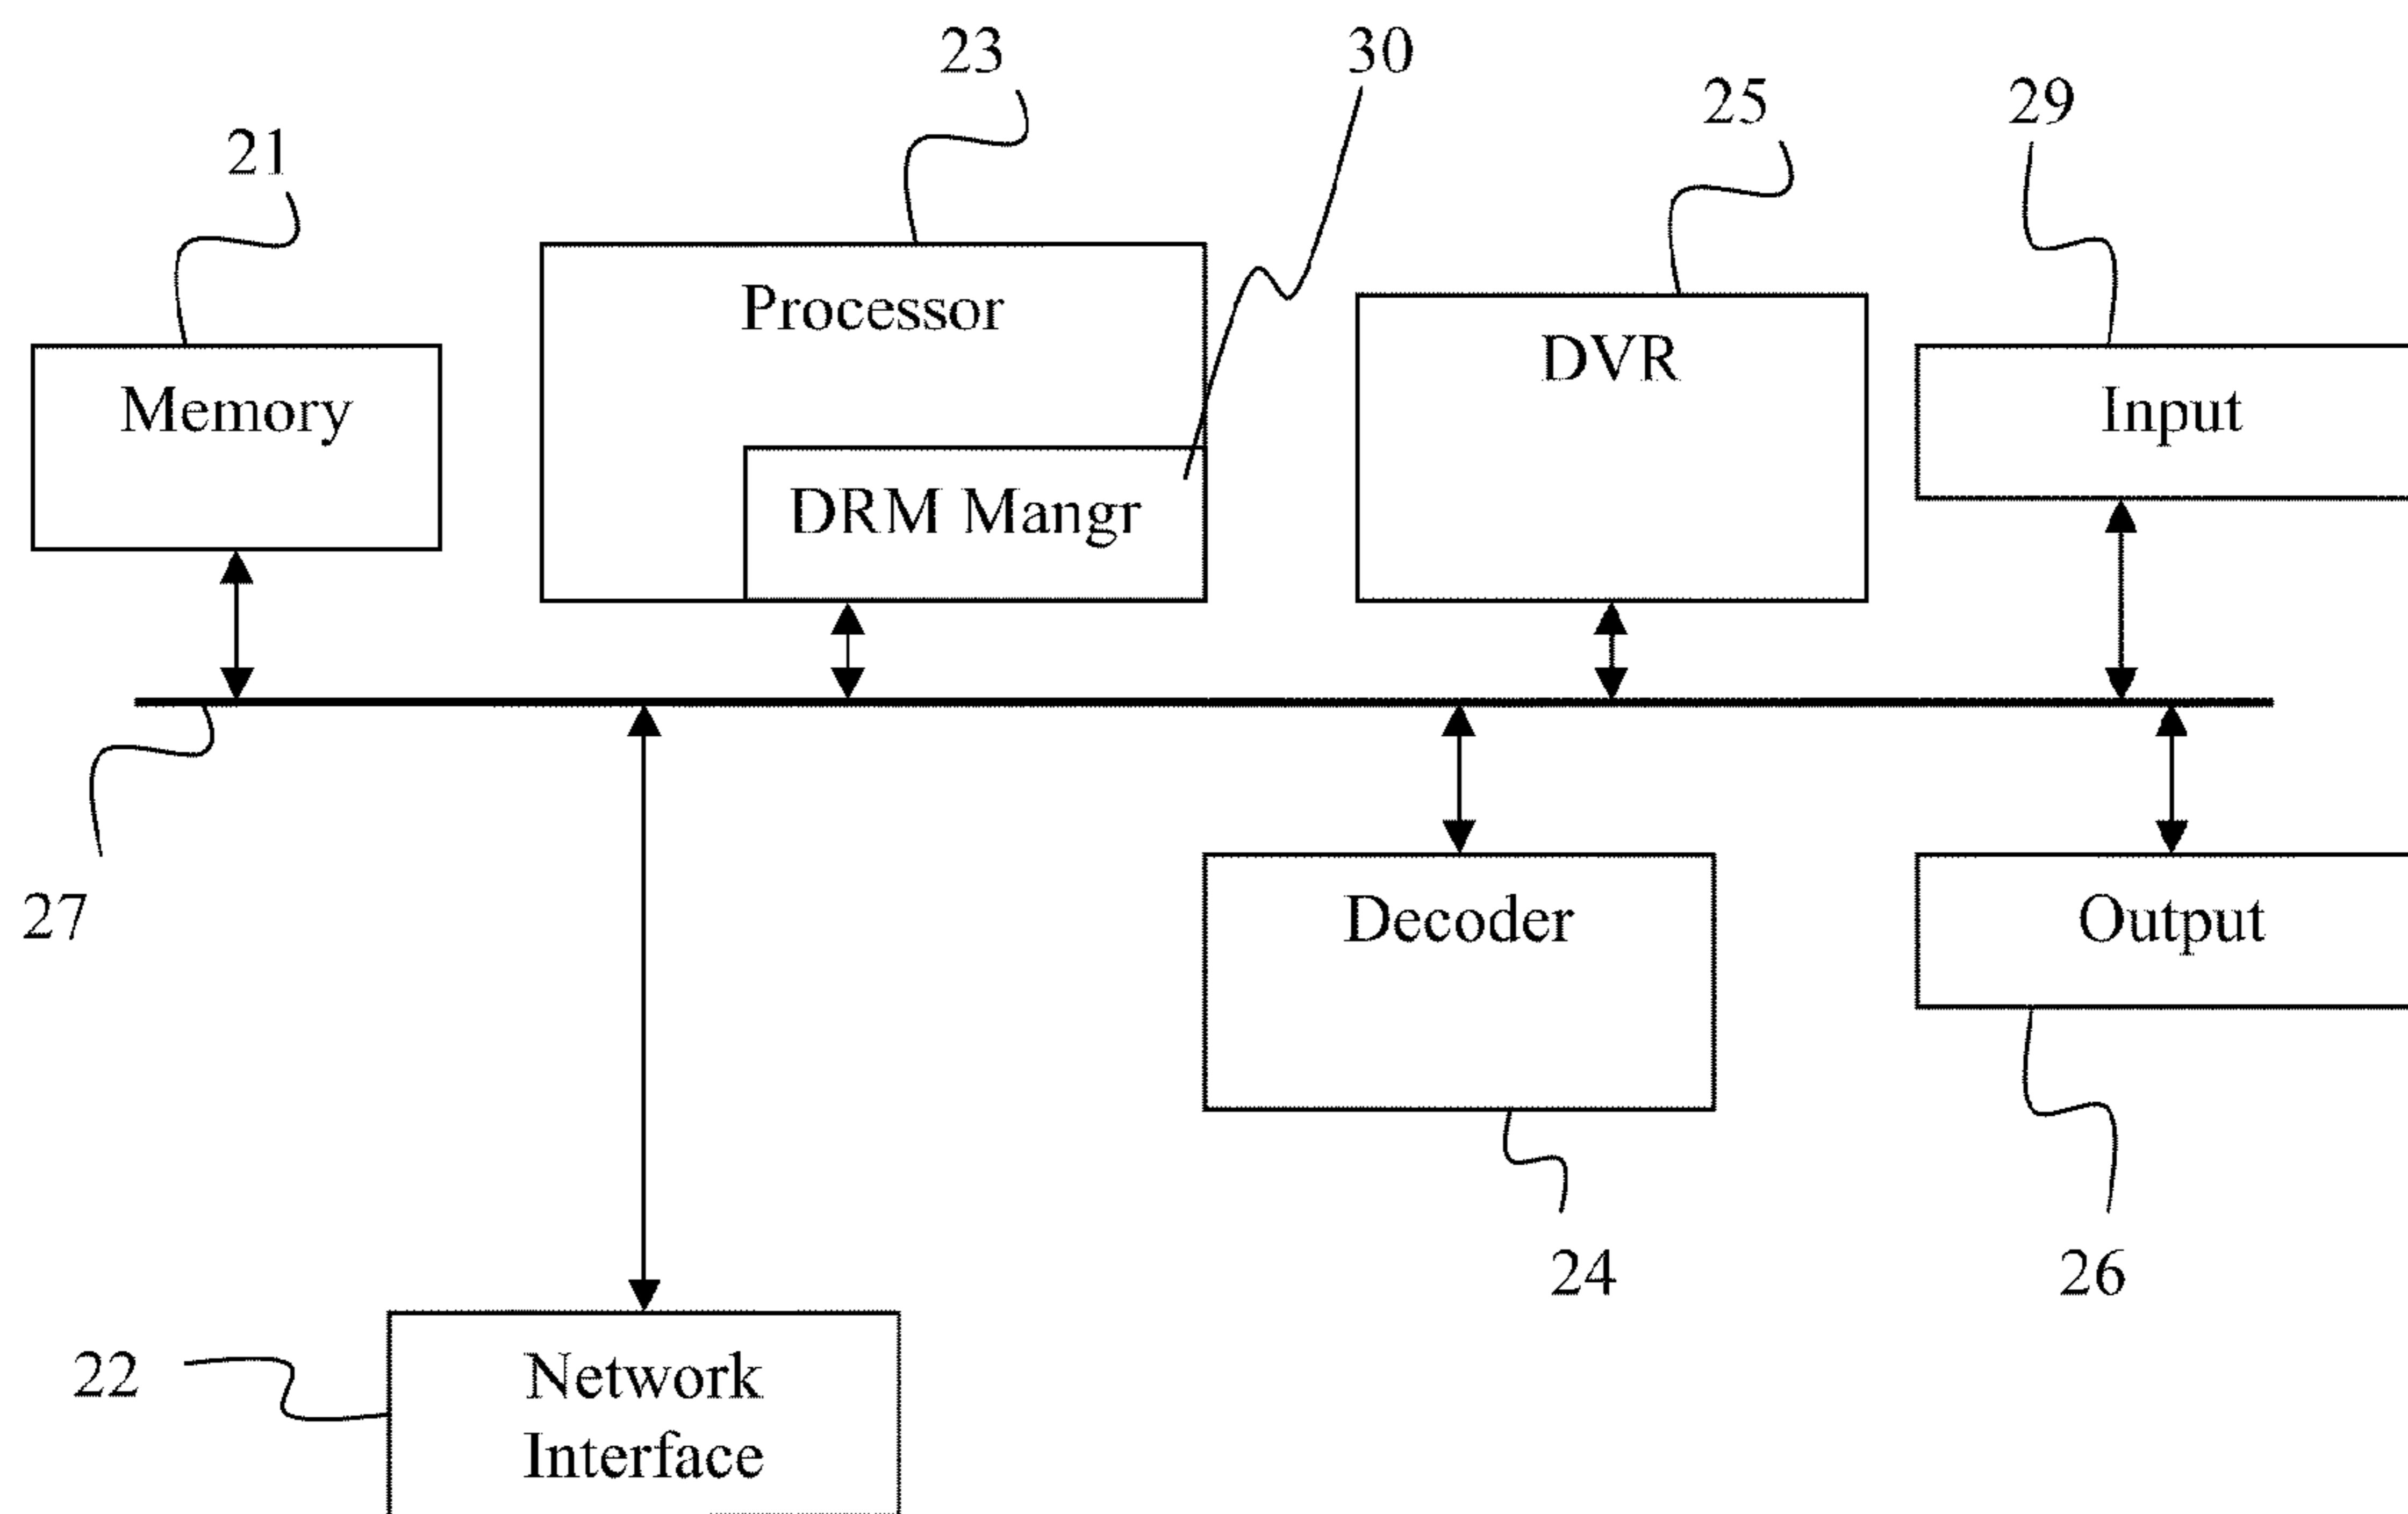 23
30
25
29
21
Processor
DVR
Memory
Input
DRM Mangr
27
Decoder
Output
24
26
22
Network
Interface